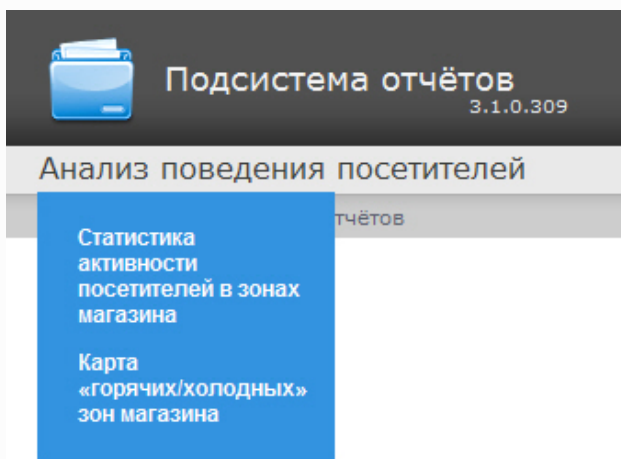 Подсистема отчётов
3.1.0.309
Анализ поведения посетителей
тчётов
Статистика
активности
посетителей в зонах
магазина
Карта
«горячих/холодных»
зон магазина